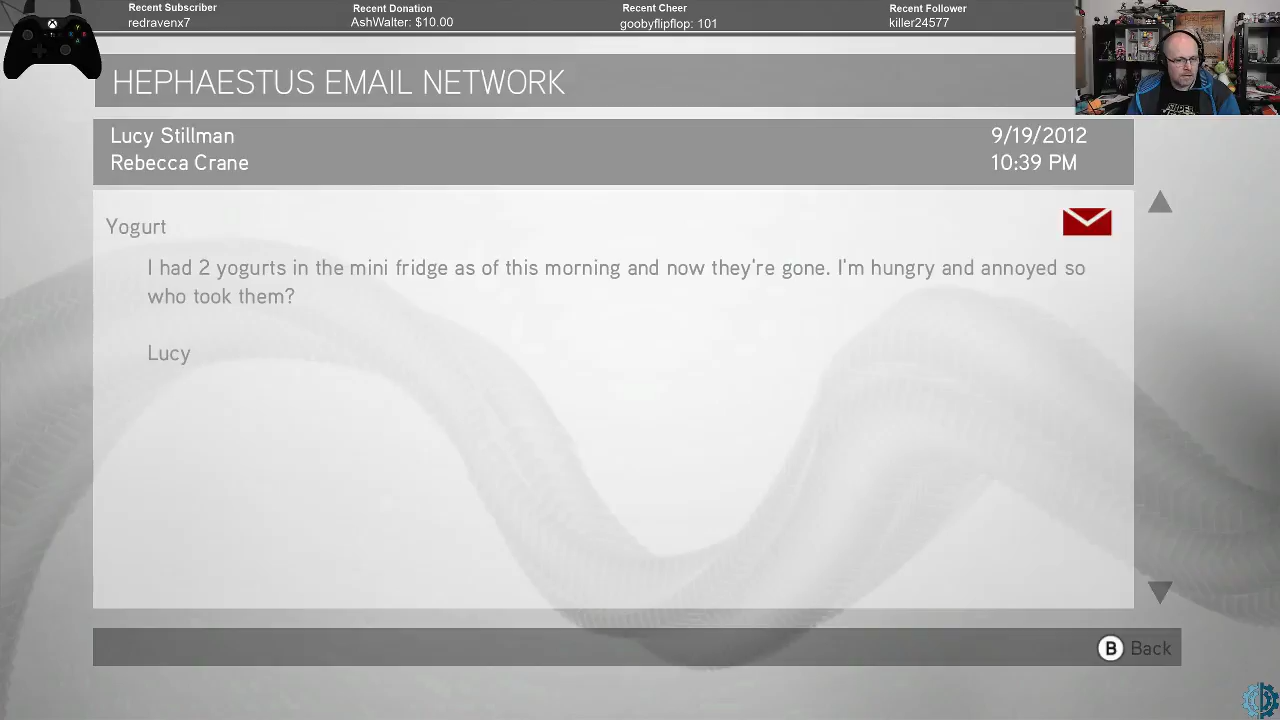 Recent Subscriber
redravenx7
Recent Donation
AshWalter: $10.00
Recent Cheer
goobyflipflop: 101
Recent Follower
killer24577
HEPHAESTUS EMAIL NETWORK
Lucy Stillman
9/19/2012
Rebecca Crane
10:39 PM
Yogurt
I had 2 yogurts in the mini fridge as of this morning and now they're gone. I'm hungry and annoyed so
who took them?
Lucy
B Back